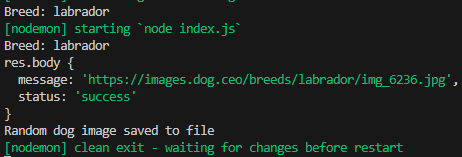 Breed: labrador
[nodemon] starting `node index.js`
Breed: labrador
res.body {
  message: 'https://images.dog.ceo/breeds/labrador/img_6236.jpg',
  status: 'success'
}
Random dog image saved to file
[nodemon] clean exit - waiting for changes before restart